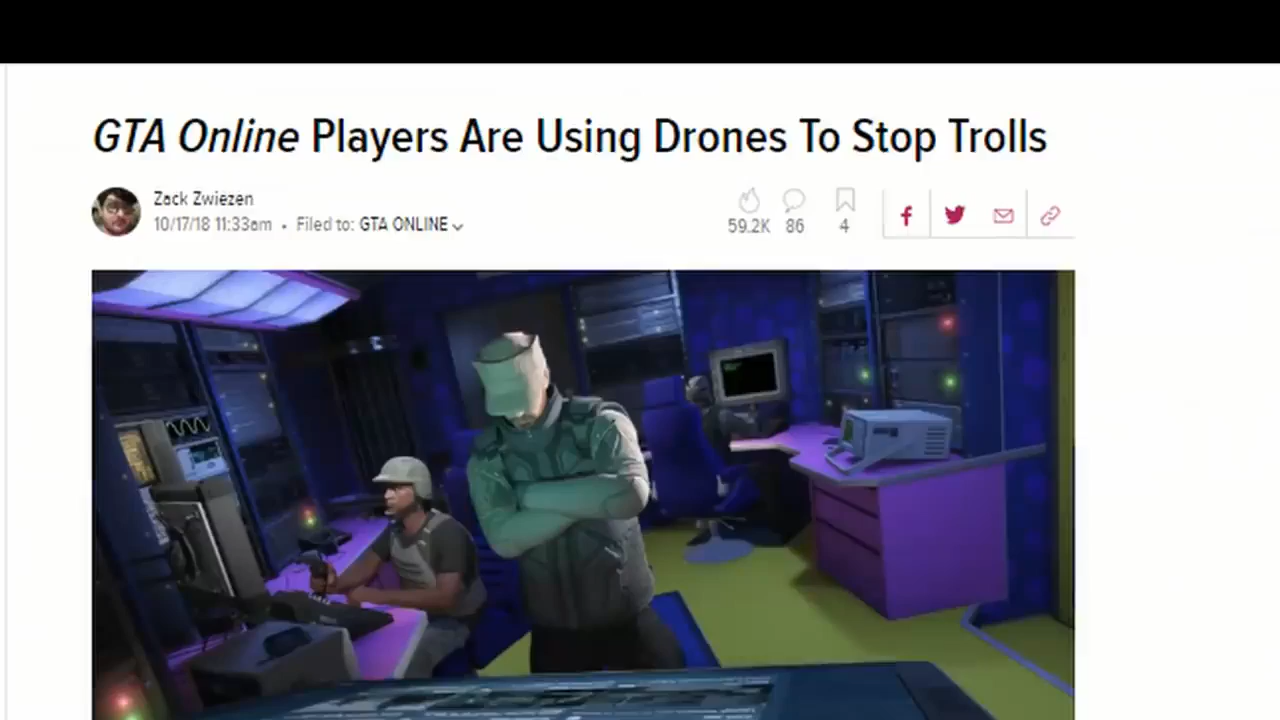 GTA Online Players Are Using Drones To Stop Trolls
Zack Zwiezen
10/17/18 11:33am • Filed to: GTA ONLINE
59.2K 86 4